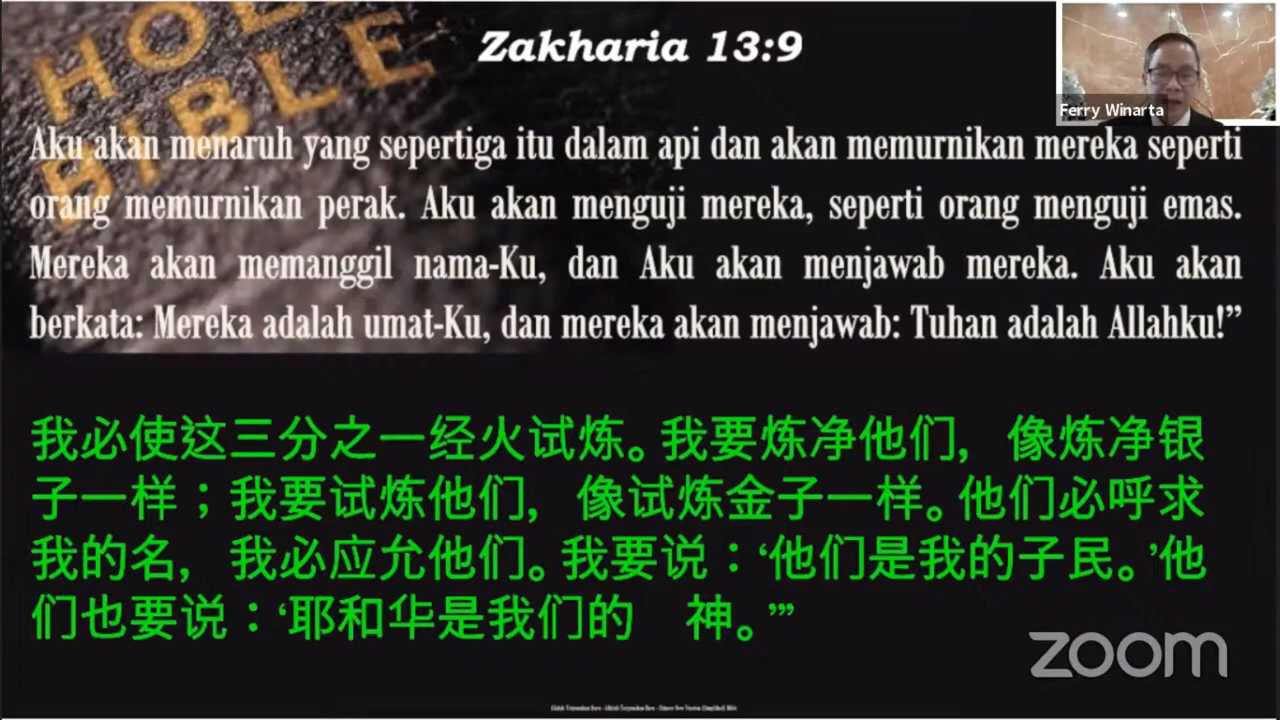 HOLY
BIBLE
Zakharia 13:9
Ferry Winarta
Aku akan menaruh yang sepertiga itu dalam api dan akan memurnikan mereka seperti
orang memurnikan perak. Aku akan menguji mereka, seperti orang menguji emas.
Mereka akan memanggil nama-Ku, dan Aku akan menjawab mereka. Aku akan
berkata: Mereka adalah umat-Ku, dan mereka akan menjawab: Tuhan adalah Allahku!”
我必使这三分之一经火试炼。我要炼净他们，像炼净银
子一样；我要试炼他们，像试炼金子一样。他们必呼求
我的名，我必应允他们。我要说：‘他们是我的子民。’他
们也要说：‘耶和华是我们的　神。’”
zoom